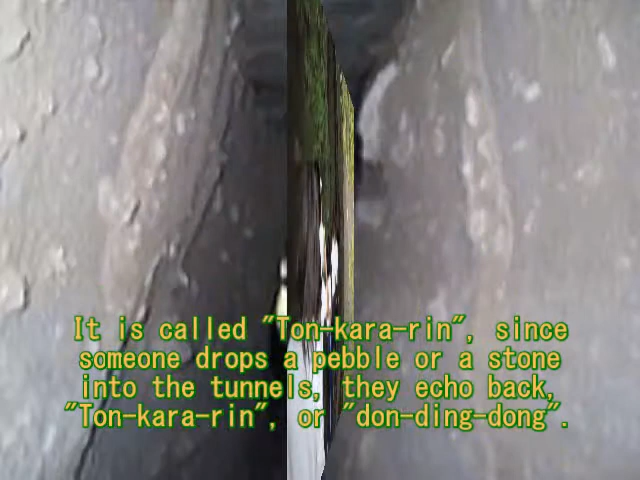 It is called "Ton-kara-rin", since
someone drops a pebble or a stone
into the tunnels, they echo back,
"Ton-kara-rin", or "don-ding-dong".